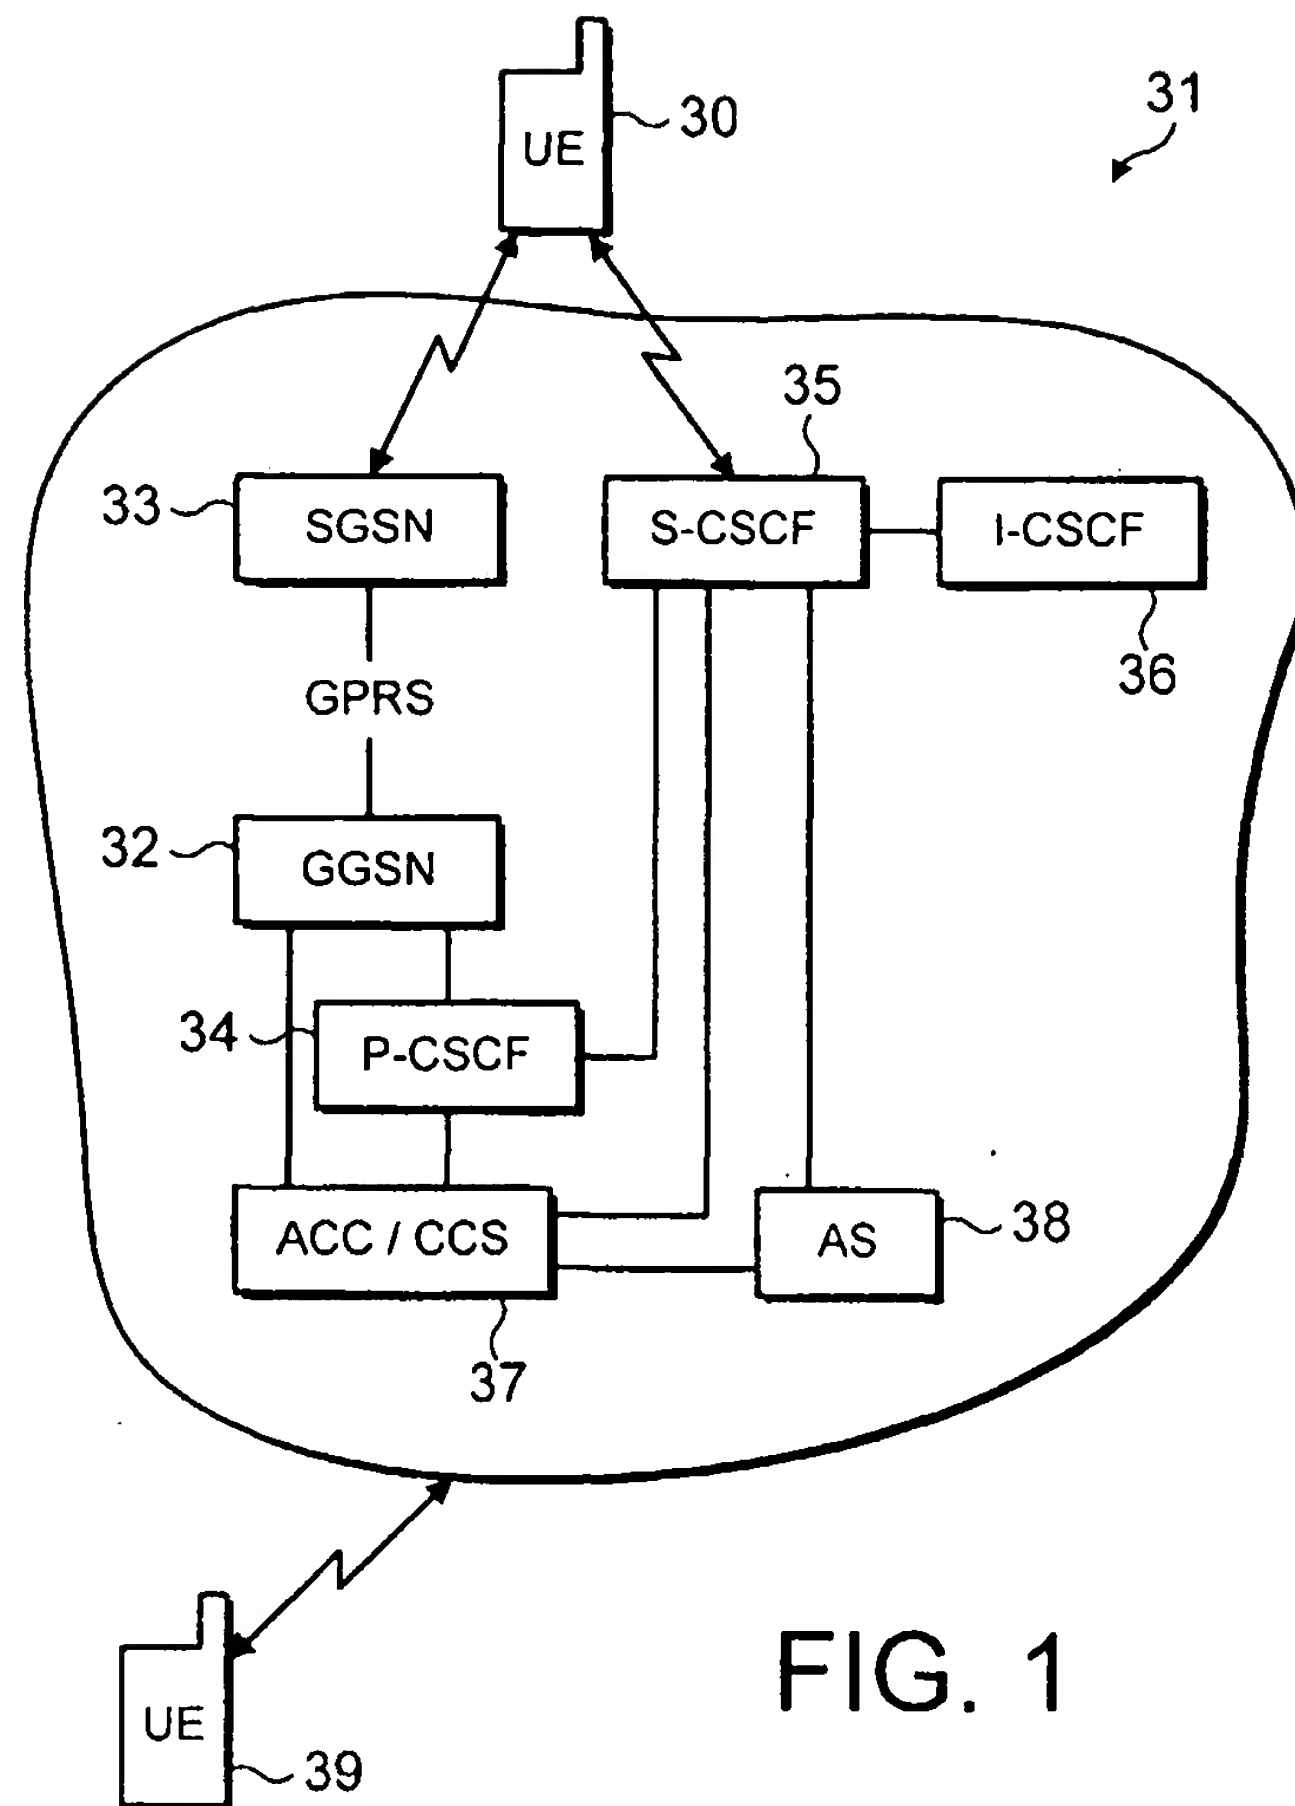 30
31
UE
35
33
SGSN
S-CSCF
I-CSCF
36
GPRS
32
GGSN
34
P-CSCF
ACC / CCS
AS
38
37
FIG. 1
UE
39